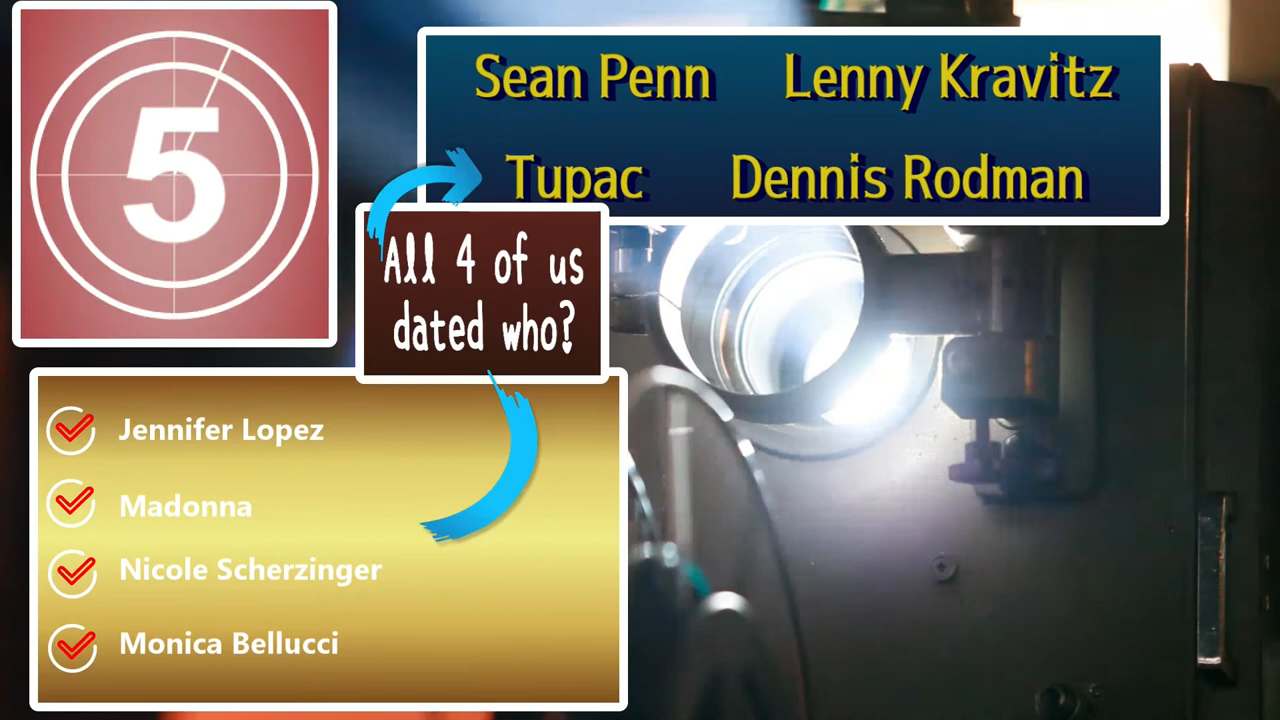 5
Sean Penn Lenny Kravitz
Tupac Dennis Rodman
All 4 of us
dated who?
Jennifer Lopez
Madonna
Nicole Scherzinger
Monica Bellucci